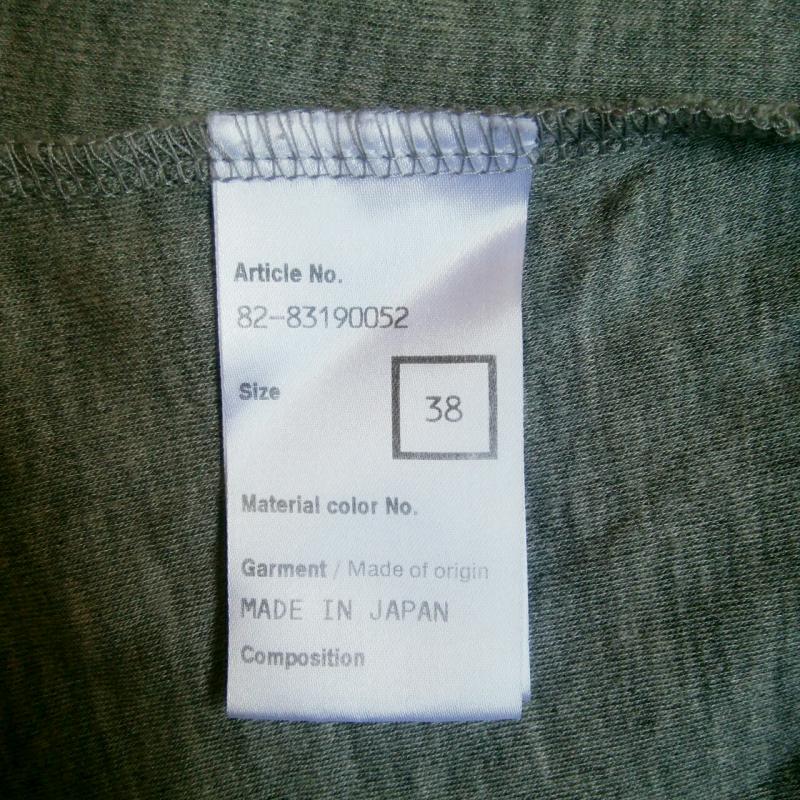 Article No.
82-83190052
Size
38
Material color No.
Garment / Made of origin
MADE IN JAPAN
Composition